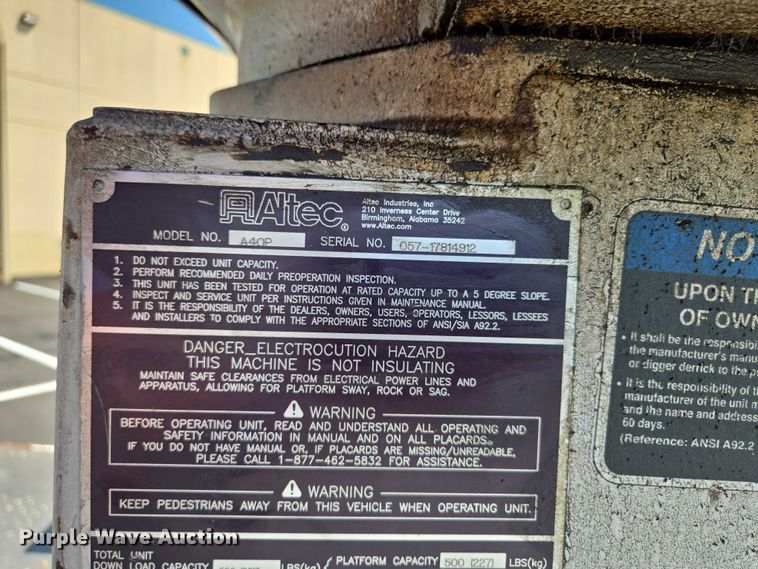 Altec
Altec Industries, Inc
210 Inverness Center Drive
Birmingham, Alabama 35242
www.Altec.com
MODEL NO. A40P SERIAL NO. 057-17814912
1. DO NOT EXCEED UNIT CAPACITY.
2. PERFORM RECOMMENDED DAILY PREOPERATION INSPECTION.
3. THIS UNIT HAS BEEN TESTED FOR OPERATION AT RATED CAPACITY UP TO A 5 DEGREE SLOPE.
4. INSPECT AND SERVICE UNIT PER INSTRUCTIONS GIVEN IN MAINTENANCE MANUAL.
5. IT IS THE RESPONSIBILITY OF THE DEALERS, OWNERS, USERS, OPERATORS, LESSORS, LESSEES
AND INSTALLERS TO COMPLY WITH THE APPROPRIATE SECTIONS OF ANSI/SIA A92.2.
DANGER_ELECTROCUTION HAZARD
THIS MACHINE IS NOT INSULATING
MAINTAIN SAFE CLEARANCES FROM ELECTRICAL POWER LINES AND
APPARATUS, ALLOWING FOR PLATFORM SWAY, ROCK OR SAG.
WARNING
BEFORE OPERATING UNIT, READ AND UNDERSTAND ALL OPERATING AND
SAFETY INFORMATION IN MANUAL AND ON ALL PLACARDS.
IF YOU DO NOT HAVE MANUAL OR, IF PLACARDS ARE MISSING/UNREADABLE,
PLEASE CALL 1-877-462-5832 FOR ASSISTANCE.
WARNING
KEEP PEDESTRIANS AWAY FROM THIS VEHICLE WHEN OPERATING UNIT.
TOTAL UNIT
DOWN LOAD CAPACITY LBS(kg) PLATFORM CAPACITY 500 (227) LBS(kg)
NO
UPON TH
OF OWN
• It shall be the responsib
the manufacturer's manu
or digger derrick to the p
• It is the responsibility of t
manufacturer of the unit m
and the name and address
60 days.
(Reference: ANSI A92.2
Purple Wave Auction